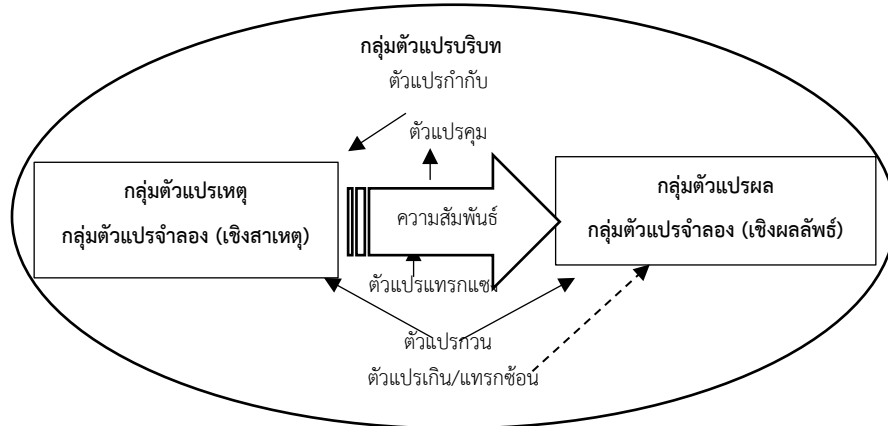 กลุ่มตัวแปรบริบท
ตัวแปรกำกับ
ตัวแปรคุม
กลุ่มตัวแปรเหตุ
กลุ่มตัวแปรจำลอง (เชิงสาเหตุ)
ความสัมพันธ์
กลุ่มตัวแปรผล
กลุ่มตัวแปรจำลอง (เชิงผลลัพธ์)
ตัวแปรแทรกแซง
ตัวแปรกวน
ตัวแปรเกิน/แทรกซ้อน